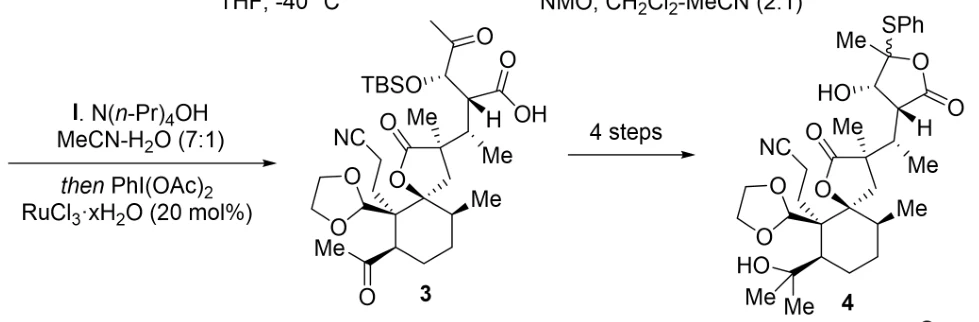 THF, -40 °C
NMO, CH2Cl2-MeCN (2:1)
I. N(n-Pr)4OH
MeCN-H2O (7:1)
then PhI(OAc)2
RuCl3·xH2O (20 mol%)
O
O
TBSO
OH
H
Me
Me
O
NC
O
O
O
Me
Me
O
3
4 steps
SPh
Me
O
HO
O
H
Me
Me
O
NC
O
O
O
Me
HO
Me
Me
4